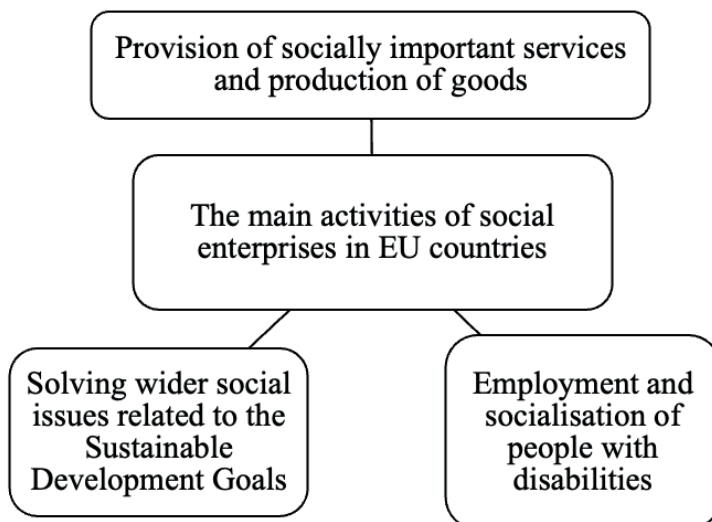 Provision of socially important services
and production of goods
The main activities of social
enterprises in EU countries
Solving wider social
issues related to the
Sustainable
Development Goals
Employment and
socialisation of
people with
disabilities